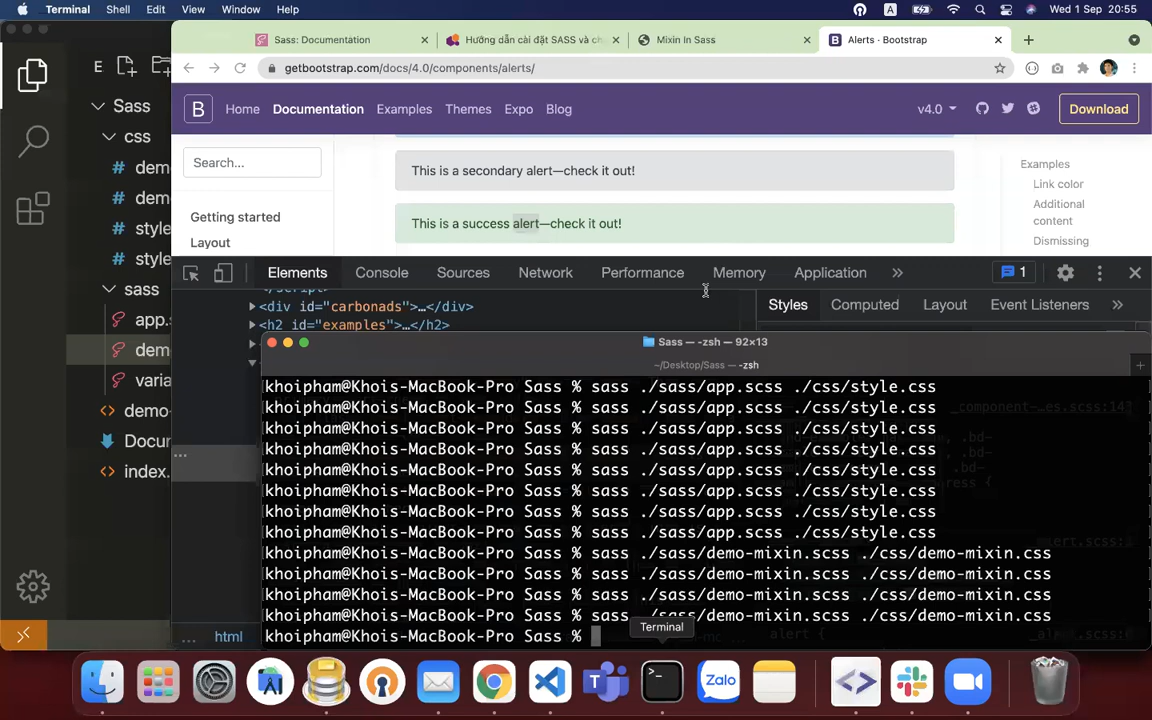 Terminal Shell Edit View Window Help A Wed 1 Sep 20:55
Sass: Documentation × Hướng dẫn cài đặt SASS và × Mixin In Sass × B Alerts · Bootstrap × +
getbootstrap.com/docs/4.0/components/alerts/
B Home Documentation Examples Themes Expo Blog v4.0 Download
Search...
Getting started
Layout
This is a secondary alert—check it out!
This is a success alert—check it out!
Examples
Link color
Additional
content
Dismissing
E
Sass
css
# dem
# dem
# style
# style
sass
app.s
dem
varia
<> demo-
Docu
<> index.
Elements Console Sources Network Performance Memory Application » 1
<div id="carbonads">…</div>
<h2 id="examples">…</h2>
Styles Computed Layout Event Listeners »
Sass — -zsh — 92×13
~/Desktop/Sass — -zsh
khoipham@Khois-MacBook-Pro Sass % sass ./sass/app.scss ./css/style.css
khoipham@Khois-MacBook-Pro Sass % sass ./sass/app.scss ./css/style.css
khoipham@Khois-MacBook-Pro Sass % sass ./sass/app.scss ./css/style.css
khoipham@Khois-MacBook-Pro Sass % sass ./sass/app.scss ./css/style.css
khoipham@Khois-MacBook-Pro Sass % sass ./sass/app.scss ./css/style.css
khoipham@Khois-MacBook-Pro Sass % sass ./sass/app.scss ./css/style.css
khoipham@Khois-MacBook-Pro Sass % sass ./sass/app.scss ./css/style.css
khoipham@Khois-MacBook-Pro Sass % sass ./sass/app.scss ./css/style.css
khoipham@Khois-MacBook-Pro Sass % sass ./sass/demo-mixin.scss ./css/demo-mixin.css
khoipham@Khois-MacBook-Pro Sass % sass ./sass/demo-mixin.scss ./css/demo-mixin.css
khoipham@Khois-MacBook-Pro Sass % sass ./sass/demo-mixin.scss ./css/demo-mixin.css
khoipham@Khois-MacBook-Pro Sass % sass ./sass/demo-mixin.scss ./css/demo-mixin.css
khoipham@Khois-MacBook-Pro Sass %
Terminal
... html
Zalo